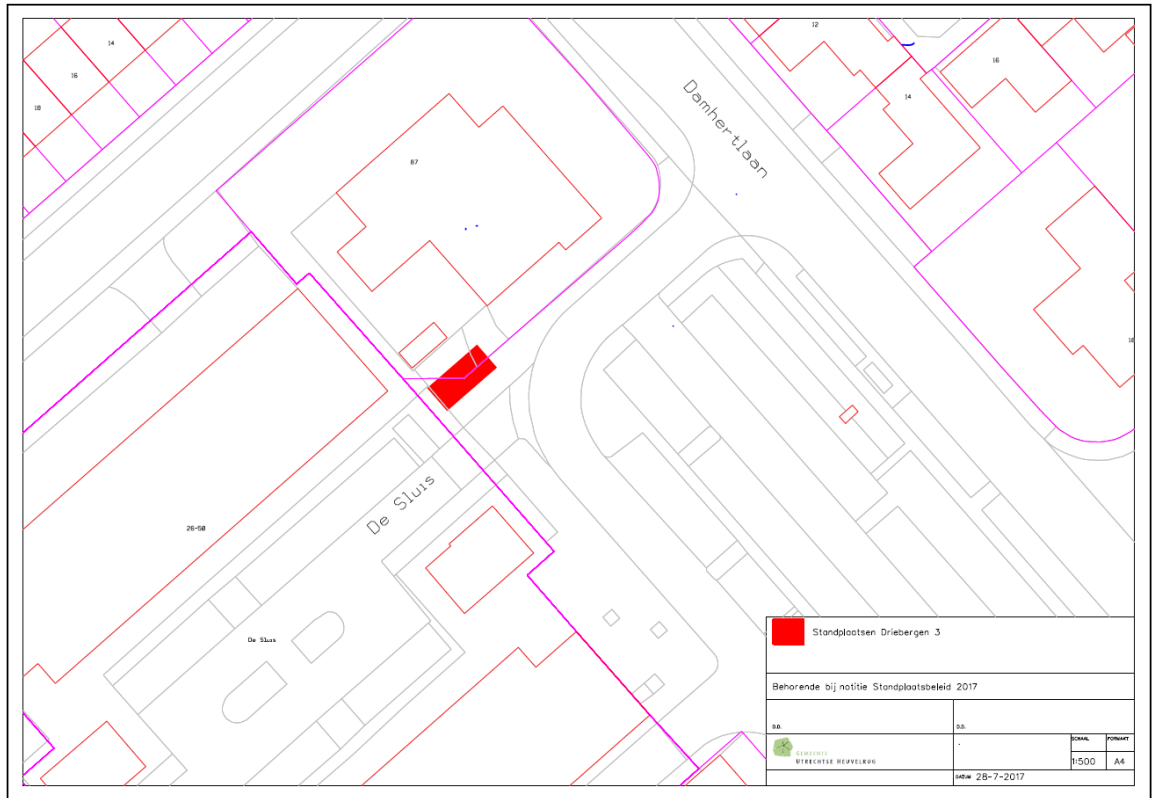 12
14
16
16
14
18
87
Damhertlaan
De Sluis
26-50
De Sluis
Standplaatsen Driebergen 3
Behorende bij notitie Standplaatsbeleid 2017
SCHAAL
FORMAAT
GEMEENTE
UTRECHTSE HEUVELRUG
1:500
A4
DATUM 28-7-2017